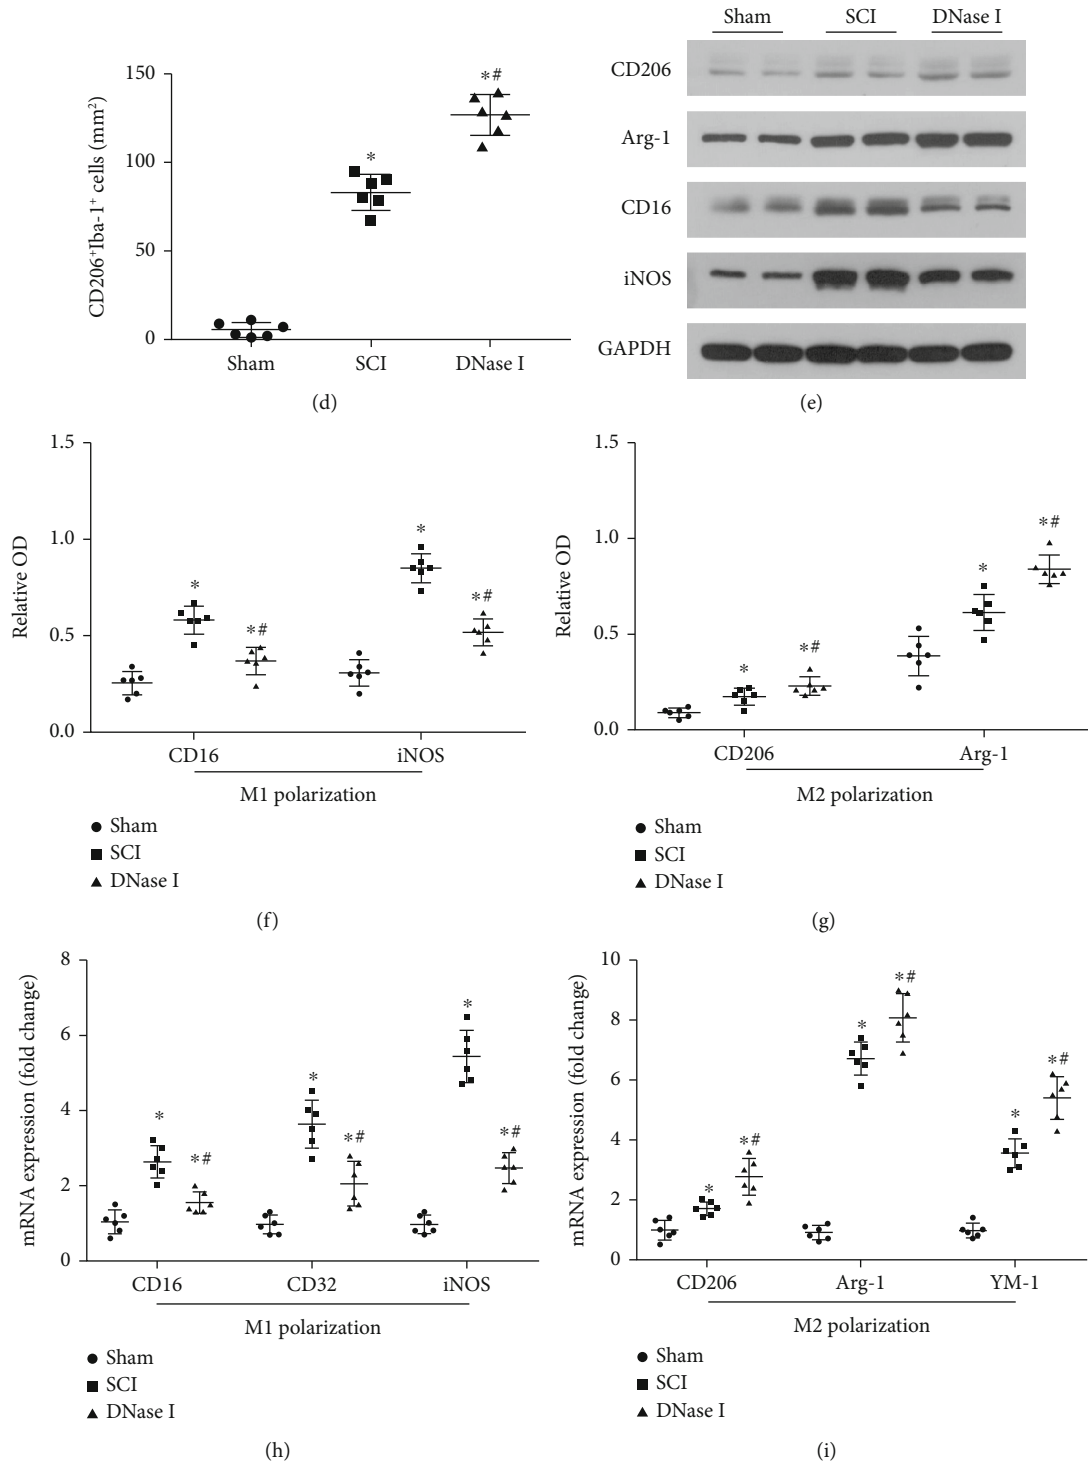 150
100
50
0
CD206⁺Iba-1⁺ cells (mm²)
*
*#
Sham
SCI
DNase I
(d)
Sham
SCI
DNase I
CD206
Arg-1
CD16
iNOS
GAPDH
(e)
1.5
1.0
0.5
0.0
Relative OD
*
*#
*
*#
CD16
iNOS
M1 polarization
Sham
SCI
DNase I
(f)
1.5
1.0
0.5
0.0
Relative OD
*
*#
*
*#
CD206
Arg-1
M2 polarization
Sham
SCI
DNase I
(g)
8
6
4
2
0
mRNA expression (fold change)
*
*#
*
*#
*
*#
CD16
CD32
iNOS
M1 polarization
Sham
SCI
DNase I
(h)
10
8
6
4
2
0
mRNA expression (fold change)
*
*#
*
*#
*
*#
CD206
Arg-1
YM-1
M2 polarization
Sham
SCI
DNase I
(i)